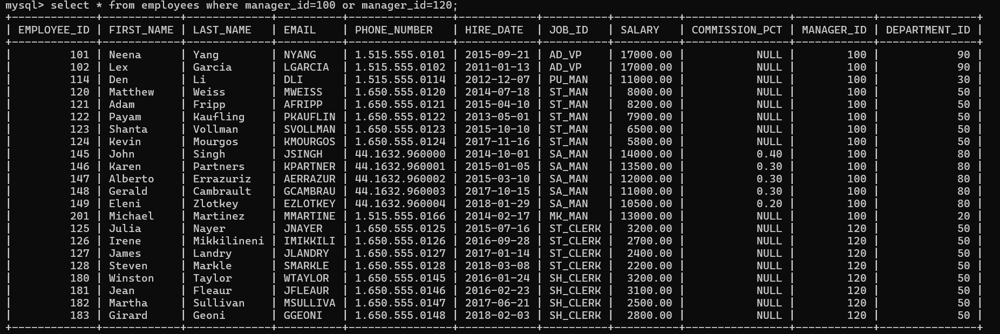 mysql> select * from employees where manager_id=100 or manager_id=120;
+-------------+------------+-------------+----------+----------------+------------+----------+----------+----------------+------------+---------------+
| EMPLOYEE_ID | FIRST_NAME | LAST_NAME   | EMAIL    | PHONE_NUMBER   | HIRE_DATE  | JOB_ID   | SALARY   | COMMISSION_PCT | MANAGER_ID | DEPARTMENT_ID |
+-------------+------------+-------------+----------+----------------+------------+----------+----------+----------------+------------+---------------+
|         101 | Neena      | Yang        | NYANG    | 1.515.555.0101 | 2015-09-21 | AD_VP    | 17000.00 |           NULL |        100 |            90 |
|         102 | Lex        | Garcia      | LGARCIA  | 1.515.555.0102 | 2011-01-13 | AD_VP    | 17000.00 |           NULL |        100 |            90 |
|         114 | Den        | Li          | DLI      | 1.515.555.0114 | 2012-12-07 | PU_MAN   | 11000.00 |           NULL |        100 |            30 |
|         120 | Matthew    | Weiss       | MWEISS   | 1.650.555.0120 | 2014-07-18 | ST_MAN   |  8000.00 |           NULL |        100 |            50 |
|         121 | Adam       | Fripp       | AFRIPP   | 1.650.555.0121 | 2015-04-10 | ST_MAN   |  8200.00 |           NULL |        100 |            50 |
|         122 | Payam      | Kaufling    | PKAUFLIN | 1.650.555.0122 | 2013-05-01 | ST_MAN   |  7900.00 |           NULL |        100 |            50 |
|         123 | Shanta     | Vollman     | SVOLLMAN | 1.650.555.0123 | 2015-10-10 | ST_MAN   |  6500.00 |           NULL |        100 |            50 |
|         124 | Kevin      | Mourgos     | KMOURGOS | 1.650.555.0124 | 2017-11-16 | ST_MAN   |  5800.00 |           NULL |        100 |            50 |
|         145 | John       | Singh       | JSINGH   | 44.1632.960000 | 2014-10-01 | SA_MAN   | 14000.00 |           0.40 |        100 |            80 |
|         146 | Karen      | Partners    | KPARTNER | 44.1632.960001 | 2015-01-05 | SA_MAN   | 13500.00 |           0.30 |        100 |            80 |
|         147 | Alberto    | Errazuriz   | AERRAZUR | 44.1632.960002 | 2015-03-10 | SA_MAN   | 12000.00 |           0.30 |        100 |            80 |
|         148 | Gerald     | Cambrault   | GCAMBRAU | 44.1632.960003 | 2017-10-15 | SA_MAN   | 11000.00 |           0.30 |        100 |            80 |
|         149 | Eleni      | Zlotkey     | EZLOTKEY | 44.1632.960004 | 2018-01-29 | SA_MAN   | 10500.00 |           0.20 |        100 |            80 |
|         201 | Michael    | Martinez    | MMARTINE | 1.515.555.0166 | 2014-02-17 | MK_MAN   | 13000.00 |           NULL |        100 |            20 |
|         125 | Julia      | Nayer       | JNAYER   | 1.650.555.0125 | 2015-07-16 | ST_CLERK |  3200.00 |           NULL |        120 |            50 |
|         126 | Irene      | Mikkilineni | IMIKKILI | 1.650.555.0126 | 2016-09-28 | ST_CLERK |  2700.00 |           NULL |        120 |            50 |
|         127 | James      | Landry      | JLANDRY  | 1.650.555.0127 | 2017-01-14 | ST_CLERK |  2400.00 |           NULL |        120 |            50 |
|         128 | Steven     | Markle      | SMARKLE  | 1.650.555.0128 | 2018-03-08 | ST_CLERK |  2200.00 |           NULL |        120 |            50 |
|         180 | Winston    | Taylor      | WTAYLOR  | 1.650.555.0145 | 2016-01-24 | SH_CLERK |  3200.00 |           NULL |        120 |            50 |
|         181 | Jean       | Fleaur      | JFLEAUR  | 1.650.555.0146 | 2016-02-23 | SH_CLERK |  3100.00 |           NULL |        120 |            50 |
|         182 | Martha     | Sullivan    | MSULLIVA | 1.650.555.0147 | 2017-06-21 | SH_CLERK |  2500.00 |           NULL |        120 |            50 |
|         183 | Girard     | Geoni       | GGEONI   | 1.650.555.0148 | 2018-02-03 | SH_CLERK |  2800.00 |           NULL |        120 |            50 |
+-------------+------------+-------------+----------+----------------+------------+----------+----------+----------------+------------+---------------+